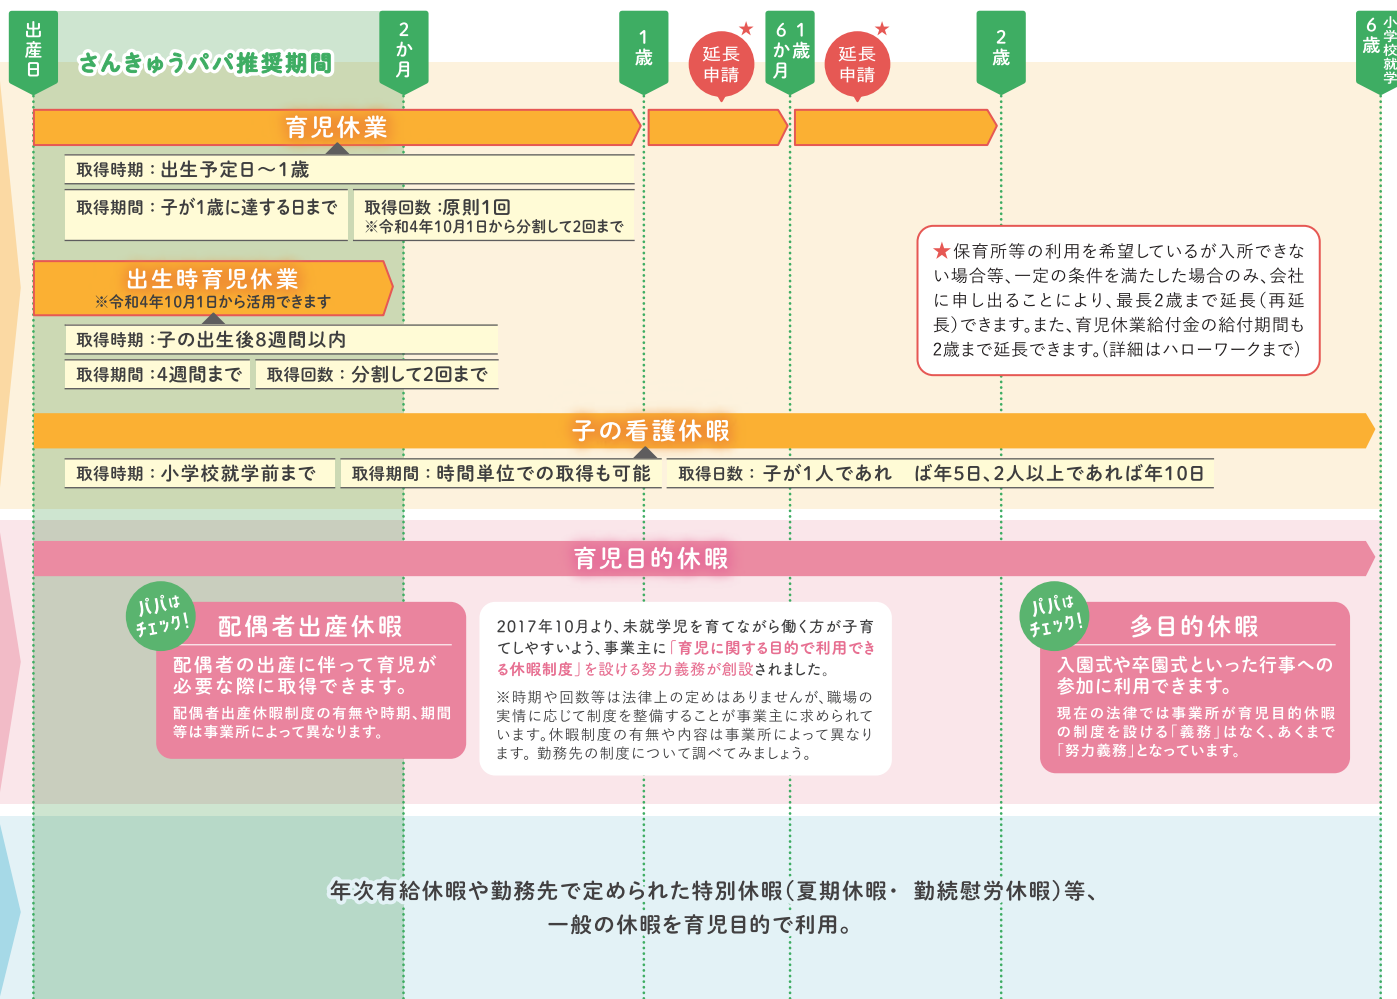 出産日
さんきゅうパパ推奨期間
2か月
1歳
★
延長
申請
1歳
6か月
★
延長
申請
2歳
小学校就学
6歳
育児休業
取得時期：出生予定日～1歳
取得期間：子が1歳に達する日まで
取得回数：原則1回
※令和4年10月1日から分割して2回まで
出生時育児休業
※令和4年10月1日から活用できます
取得時期：子の出生後8週間以内
取得期間：4週間まで
取得回数：分割して2回まで
★保育所等の利用を希望しているが入所できな
い場合等、一定の条件を満たした場合のみ、会社
に申し出ることにより、最長2歳まで延長（再延
長）できます。また、育児休業給付金の給付期間も
2歳まで延長できます。（詳細はハローワークまで）
子の看護休暇
取得時期：小学校就学前まで
取得期間：時間単位での取得も可能
取得日数：子が1人であれ　ば年5日、2人以上であれば年10日
育児目的休暇
パパは
チェック！
配偶者出産休暇
配偶者の出産に伴って育児が
必要な際に取得できます。
配偶者出産休暇制度の有無や時期、期間
等は事業所によって異なります。
2017年10月より、未就学児を育てながら働く方が子育
てしやすいよう、事業主に「育児に関する目的で利用でき
る休暇制度」を設ける努力義務が創設されました。
※時期や回数等は法律上の定めはありませんが、職場の
実情に応じて制度を整備することが事業主に求められて
います。休暇制度の有無や内容は事業所によって異なり
ます。 勤務先の制度について調べてみましょう。
パパは
チェック！
多目的休暇
入園式や卒園式といった行事への
参加に利用できます。
現在の法律では事業所が育児目的休暇
の制度を設ける「義務」はなく、あくまで
「努力義務」となっています。
年次有給休暇や勤務先で定められた特別休暇（夏期休暇・ 勤続慰労休暇）等、
一般の休暇を育児目的で利用。